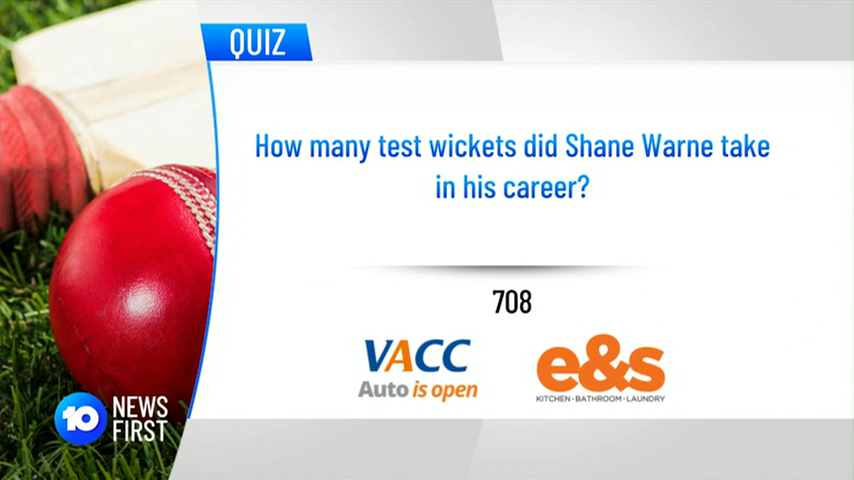 QUIZ
How many test wickets did Shane Warne take
in his career?
708
VACC
Auto is open
e&s
KITCHEN • BATHROOM • LAUNDRY
10 NEWS
FIRST